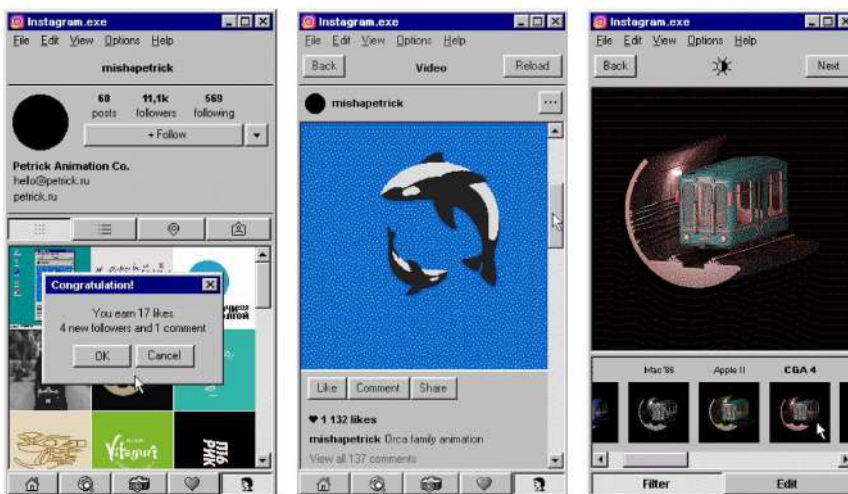 Instagram.exe
File Edit View Options Help
mishapetrick
60 11,1k 569
posts followers following
+ Follow
Petrick Animation Co.
hello@petrick.ru
petrick.ru
Congratulation!
You earn 17 likes
4 new followers and 1 comment
OK Cancel
Vitaguri
Instagram.exe
File Edit View Options Help
Back Video Reload
mishapetrick
...
Like Comment Share
♥ 1 132 likes
mishapetrick Orca family animation
View all 137 comments
Instagram.exe
File Edit View Options Help
Back Next
Mac'86 Apple II CGA 4
Filter Edit